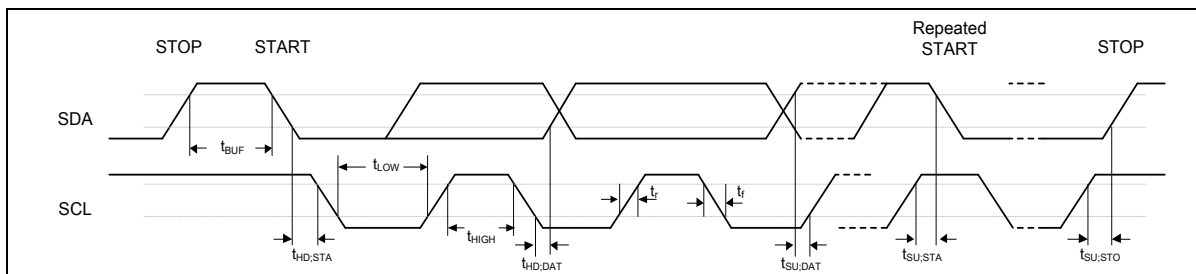 STOP
START
Repeated
START
STOP
SDA
tBUF
tLOW
SCL
tr
tf
tHIGH
tHD;STA
tHD;DAT
tSU;DAT
tSU;STA
tSU;STO